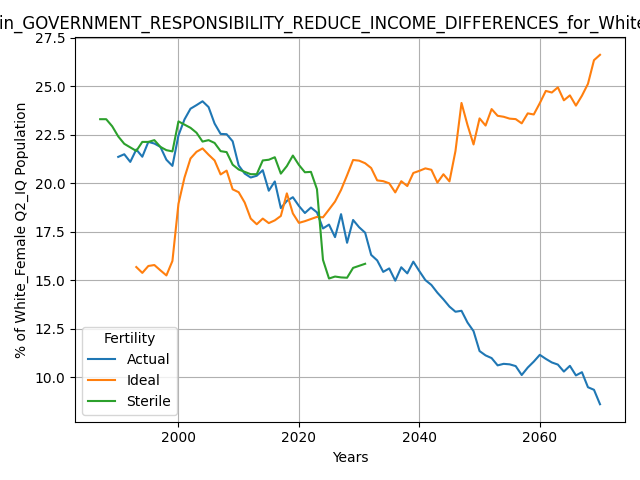 in_GOVERNMENT_RESPONSIBILITY_REDUCE_INCOME_DIFFERENCES_for_White
27.5
25.0
22.5
20.0
17.5
15.0
12.5
10.0
% of White_Female Q2_IQ Population
Fertility
Actual
Ideal
Sterile
2000
2020
2040
2060
Years